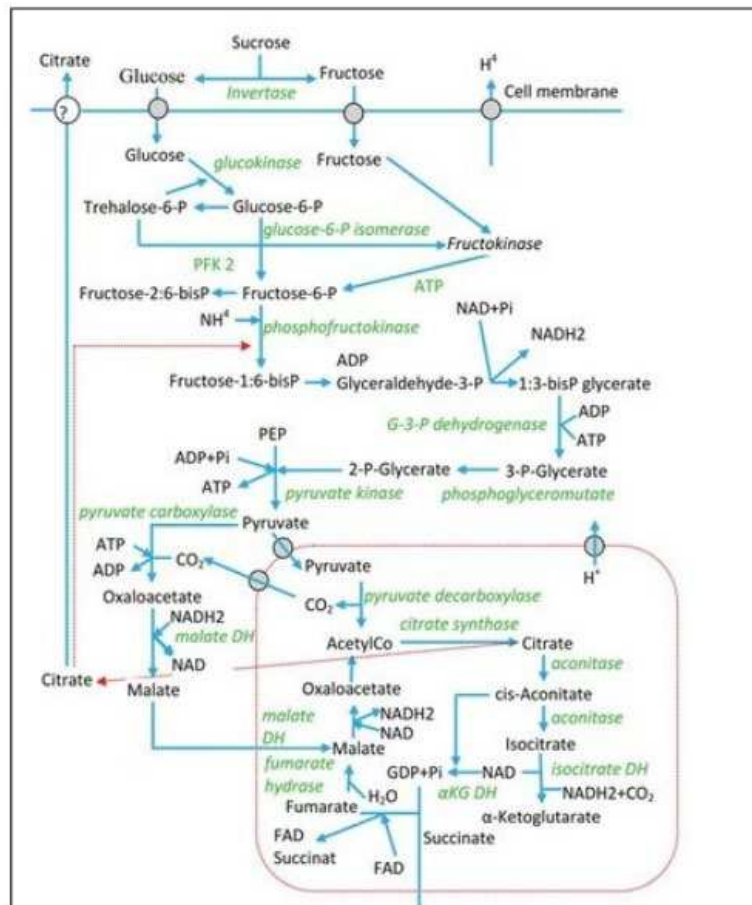 Sucrose
Citrate
Glucose
Fructose
H⁴
Invertase
Cell membrane
?
Glucose
Fructose
glucokinase
Trehalose-6-P
Glucose-6-P
glucose-6-P isomerase
Fructokinase
PFK 2
ATP
Fructose-2:6-bisP
Fructose-6-P
NAD+Pi
NH⁴
phosphofructokinase
NADH2
ADP
Fructose-1:6-bisP
Glyceraldehyde-3-P
1:3-bisP glycerate
G-3-P dehydrogenase
ADP
ATP
PEP
ADP+Pi
2-P-Glycerate
3-P-Glycerate
ATP
pyruvate kinase
phosphoglyceromutate
pyruvate carboxylase
Pyruvate
ATP
ADP
CO₂
Pyruvate
H⁺
Oxaloacetate
CO₂
pyruvate decarboxylase
NADH2
malate DH
citrate synthase
NAD
AcetylCo
Citrate
Citrate
Malate
aconitase
Oxaloacetate
cis-Aconitate
malate
DH
NADH2
NAD
aconitase
Malate
Isocitrate
fumarate
hydrase
GDP+Pi
NAD
isocitrate DH
H₂O
αKG DH
NADH2+CO₂
Fumarate
α-Ketoglutarate
FAD
Succinate
Succinat
FAD